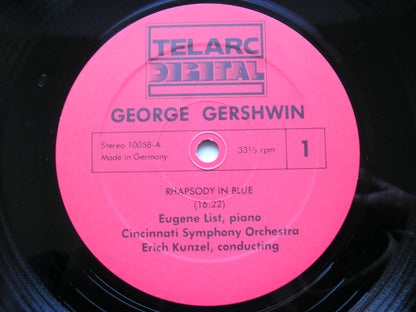 TELARC
DIGITAL
GEORGE GERSHWIN
Stereo 10058-A
Made in Germany
33⅓ rpm
1
RHAPSODY IN BLUE
(16:22)
Eugene List, piano
Cincinnati Symphony Orchestra
Erich Kunzel, conducting